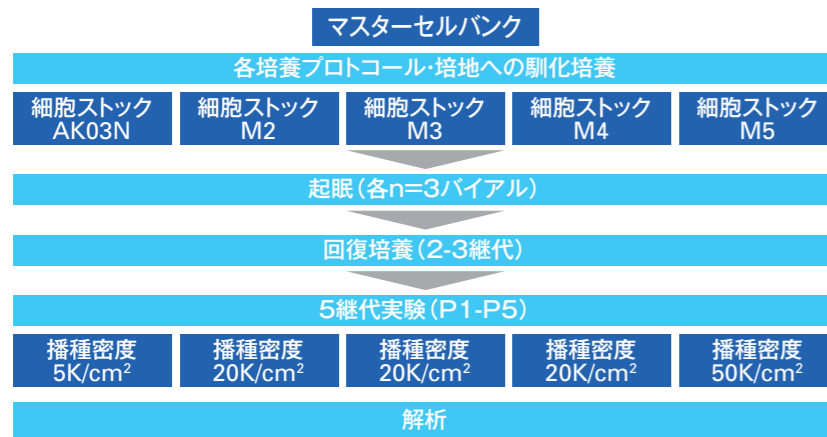 マスターセルバンク
各培養プロトコール･培地への馴化培養
細胞ストック
AK03N
細胞ストック
M2
細胞ストック
M3
細胞ストック
M4
細胞ストック
M5
起眠（各n＝3バイアル）
回復培養（2-3継代）
5継代実験（P1-P5）
播種密度
5K/cm²
播種密度
20K/cm²
播種密度
20K/cm²
播種密度
20K/cm²
播種密度
50K/cm²
解析